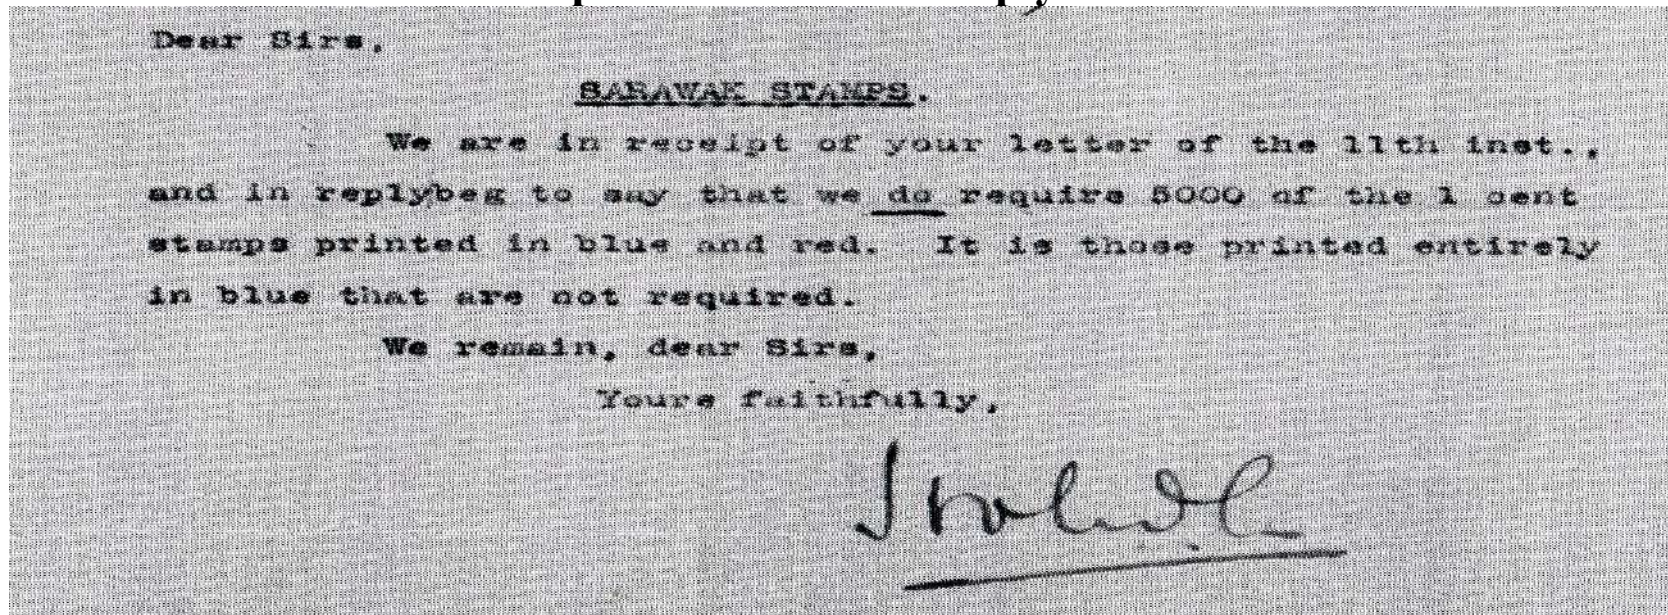 Dear Sirs,
SARAWAK STAMPS.
We are in receipt of your letter of the 11th inst.,
and in replybeg to say that we do require 5000 of the 1 cent
stamps printed in blue and red. It is those printed entirely
in blue that are not required.
We remain, dear Sirs,
Yours faithfully,